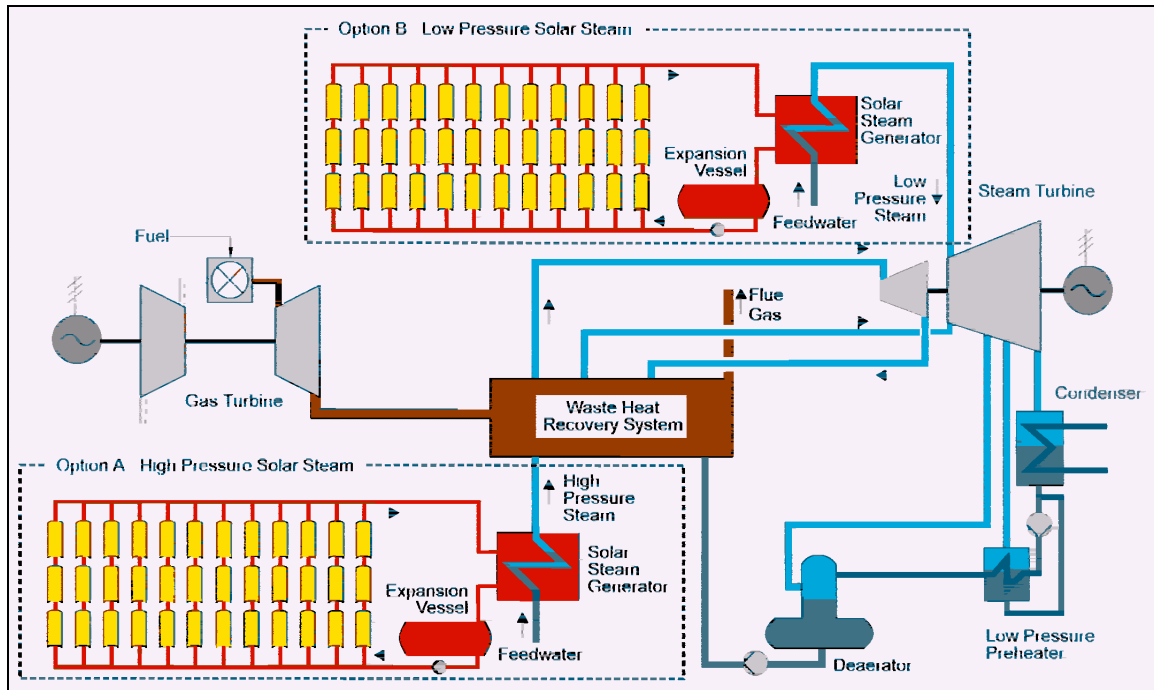 Option B Low Pressure Solar Steam
Solar
Steam
Generator
Expansion
Vessel
Low
Pressure
Steam
Feedwater
Steam Turbine
Fuel
Flue
Gas
Gas Turbine
Waste Heat
Recovery System
Condenser
Option A High Pressure Solar Steam
High
Pressure
Steam
Solar
Steam
Generator
Expansion
Vessel
Feedwater
Low Pressure
Preheater
Deaerator